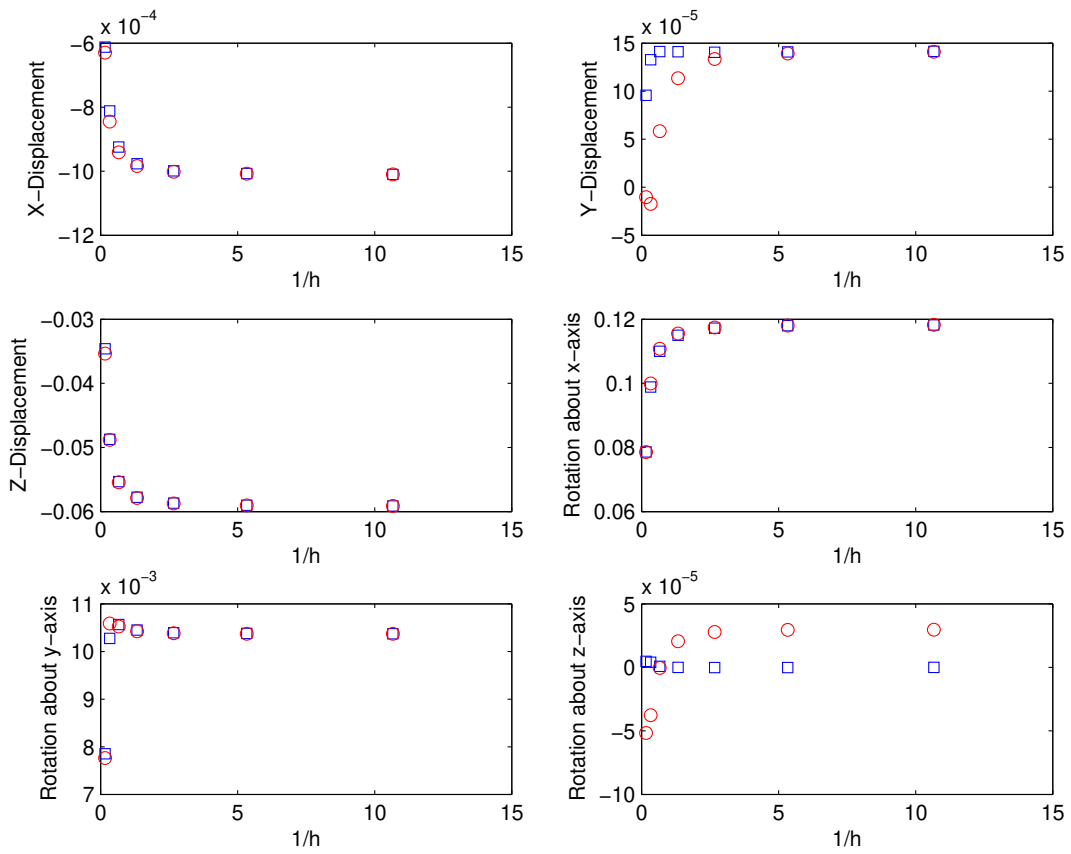 x 10⁻⁴
−6
−8
−10
−12
X−Displacement
0 5 10 15
1/h
x 10⁻⁵
15
10
5
0
−5
Y−Displacement
0 5 10 15
1/h
−0.03
−0.04
−0.05
−0.06
Z−Displacement
0 5 10 15
1/h
0.12
0.1
0.08
0.06
Rotation about x−axis
0 5 10 15
1/h
x 10⁻³
11
10
9
8
7
Rotation about y−axis
0 5 10 15
1/h
x 10⁻⁵
5
0
−5
−10
Rotation about z−axis
0 5 10 15
1/h